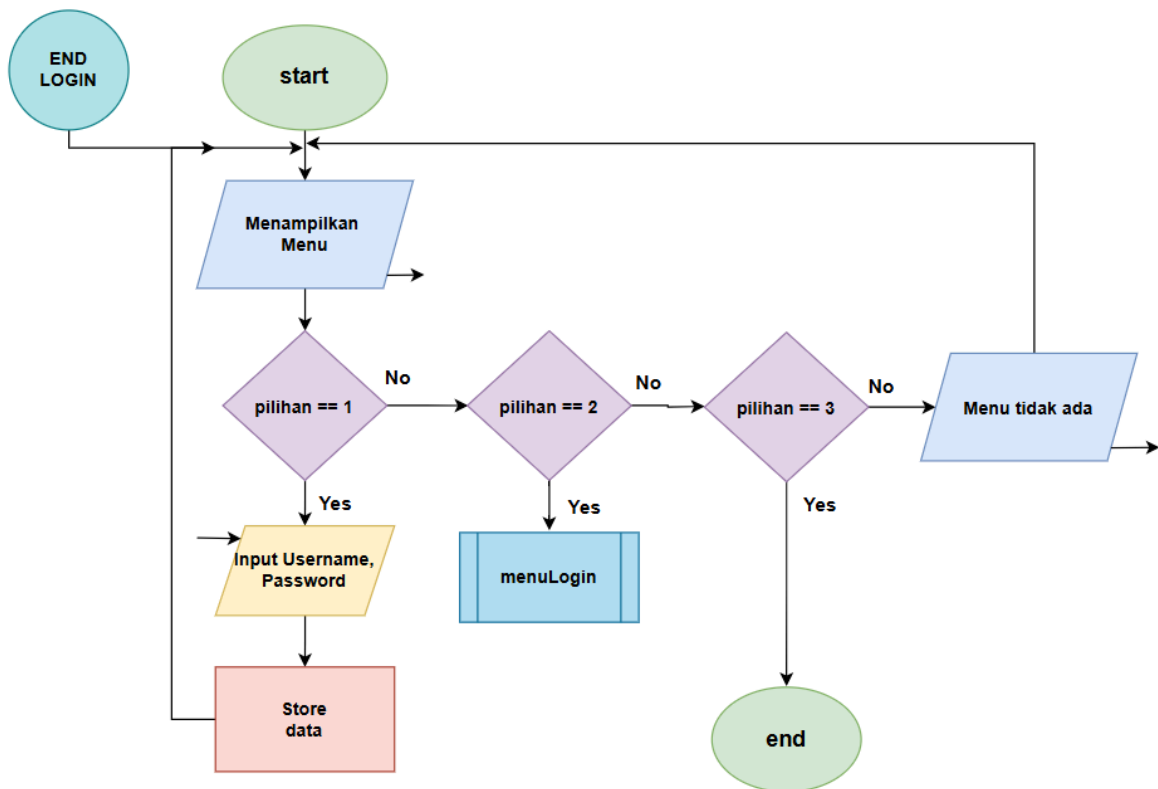 END
LOGIN
start
Menampilkan
Menu
pilihan == 1
No
pilihan == 2
No
pilihan == 3
No
Menu tidak ada
Yes
Yes
Yes
Input Username,
Password
menuLogin
Store
data
end